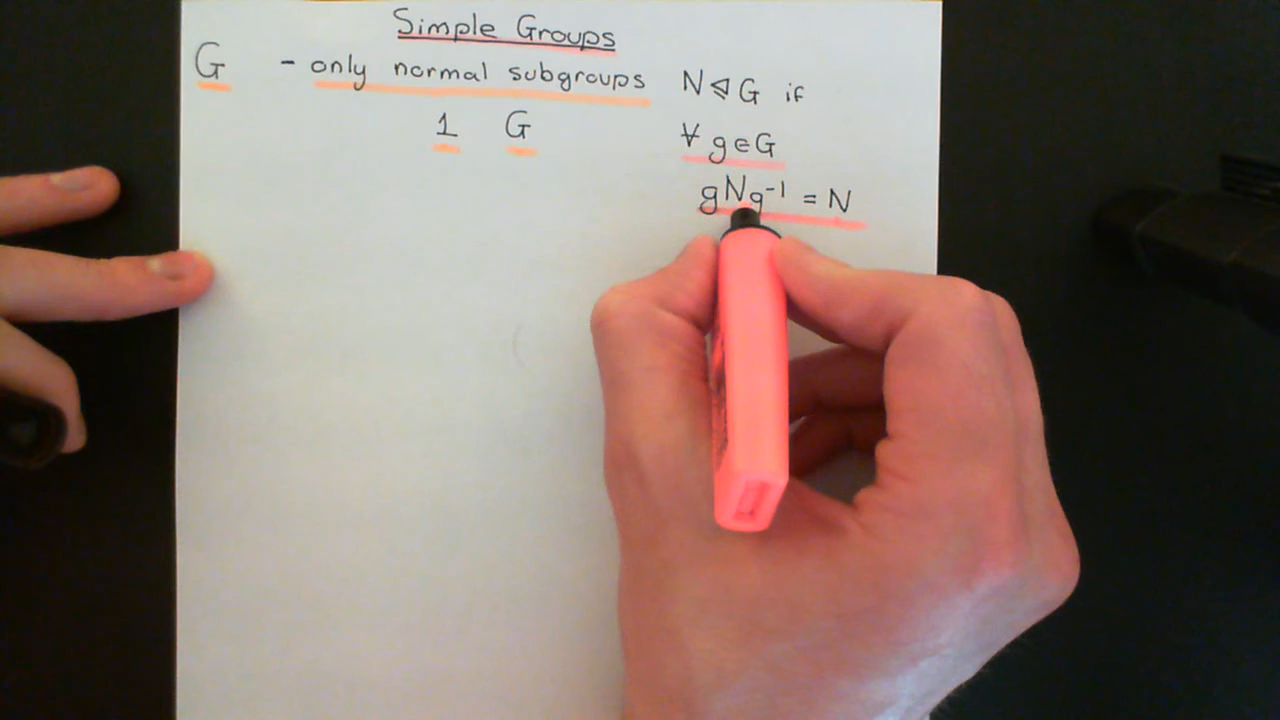 Simple Groups
G - only normal subgroups N ⊲ G if
1 G ∀ g∈G
gNg⁻¹ = N